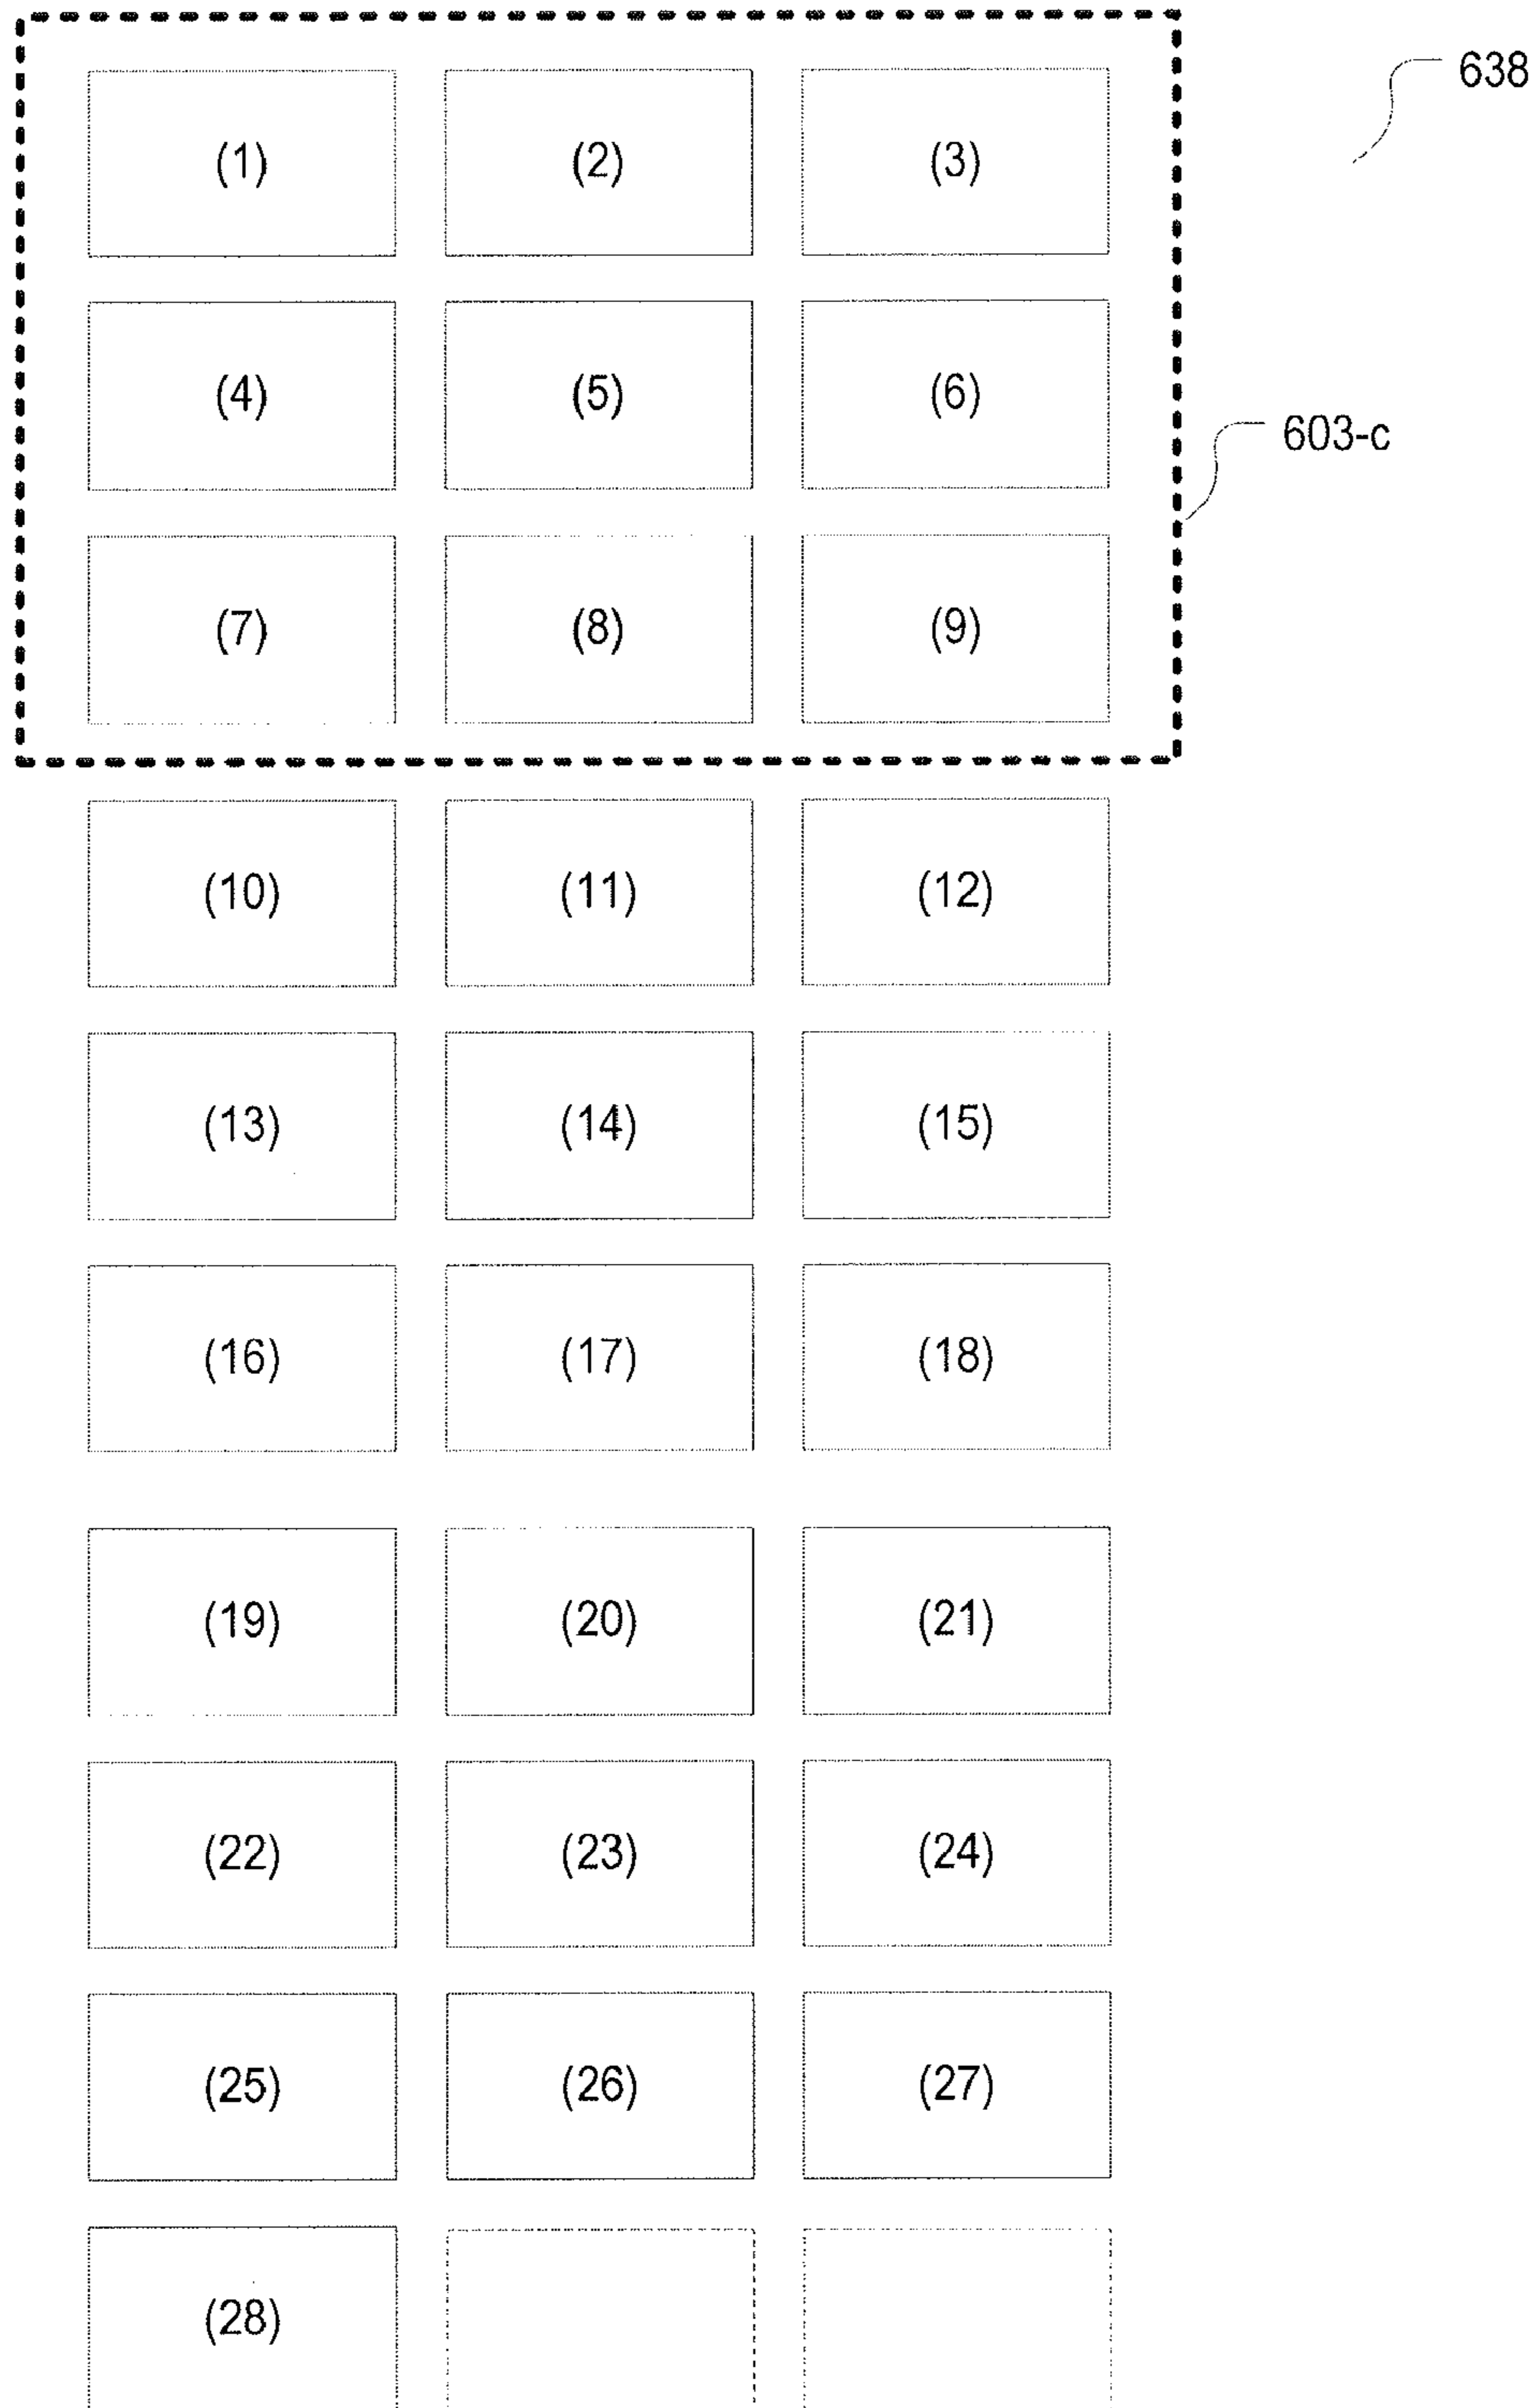 638
(1) (2) (3)
(4) (5) (6)
603-c
(7) (8) (9)
(10) (11) (12)
(13) (14) (15)
(16) (17) (18)
(19) (20) (21)
(22) (23) (24)
(25) (26) (27)
(28)